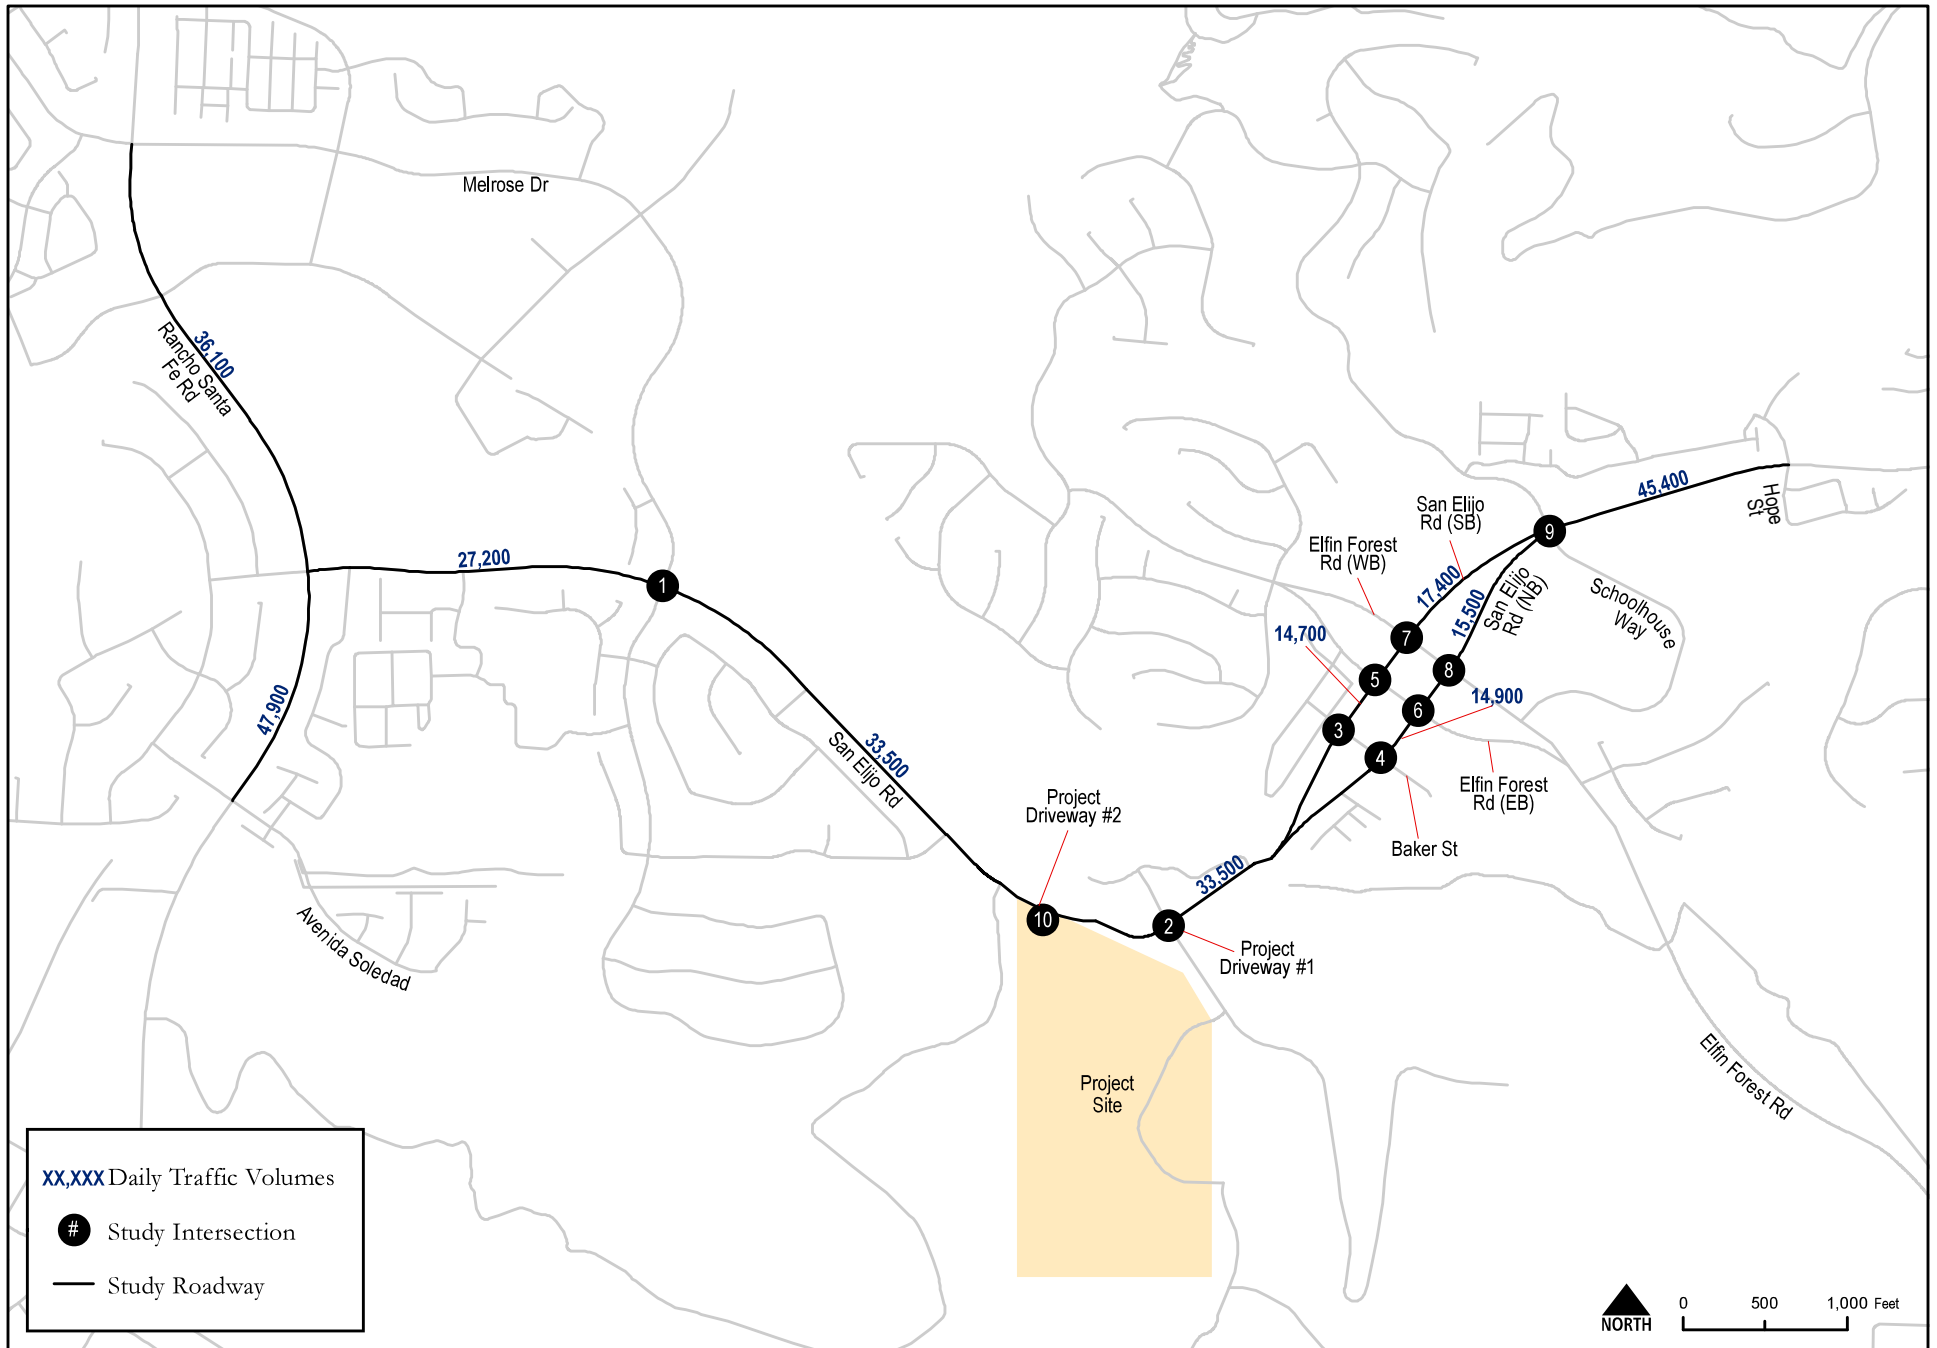 Melrose Dr
36,100
Rancho Santa
Fe Rd
27,200
1
47,900
33,500
San Elijo Rd
Avenida Soledad
Project
Driveway #2
10
2
Project
Driveway #1
33,500
Project
Site
San Elijo
Rd (SB)
Elfin Forest
Rd (WB)
17,400
15,500
San Elijo
Rd (NB)
14,700
7
8
5
6
3
4
9
14,900
45,400
Hope
St
Schoolhouse
Way
Elfin Forest
Rd (EB)
Baker St
Elfin Forest Rd
XX,XXX Daily Traffic Volumes
# Study Intersection
Study Roadway
NORTH
0 500 1,000 Feet